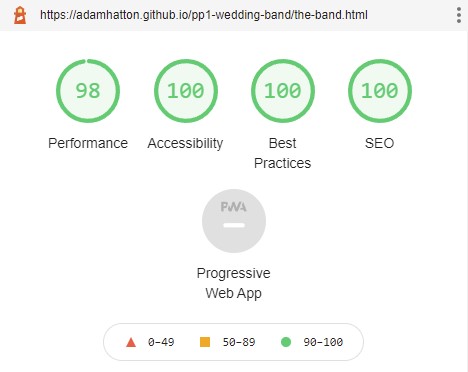 https://adamhatton.github.io/pp1-wedding-band/the-band.html
98 100 100 100
Performance Accessibility Best Practices SEO
PWA
Progressive
Web App
0-49 50-89 90-100